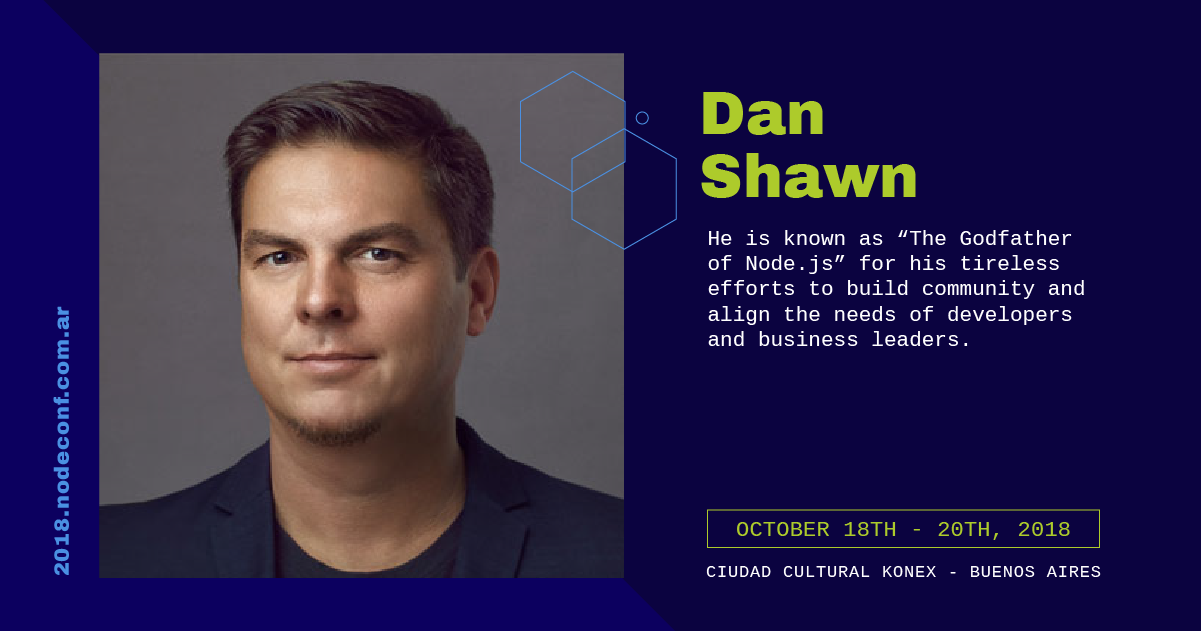 Dan
Shawn
He is known as “The Godfather
of Node.js” for his tireless
efforts to build community and
align the needs of developers
and business leaders.
OCTOBER 18TH - 20TH, 2018
CIUDAD CULTURAL KONEX - BUENOS AIRES
2018.nodeconf.com.ar